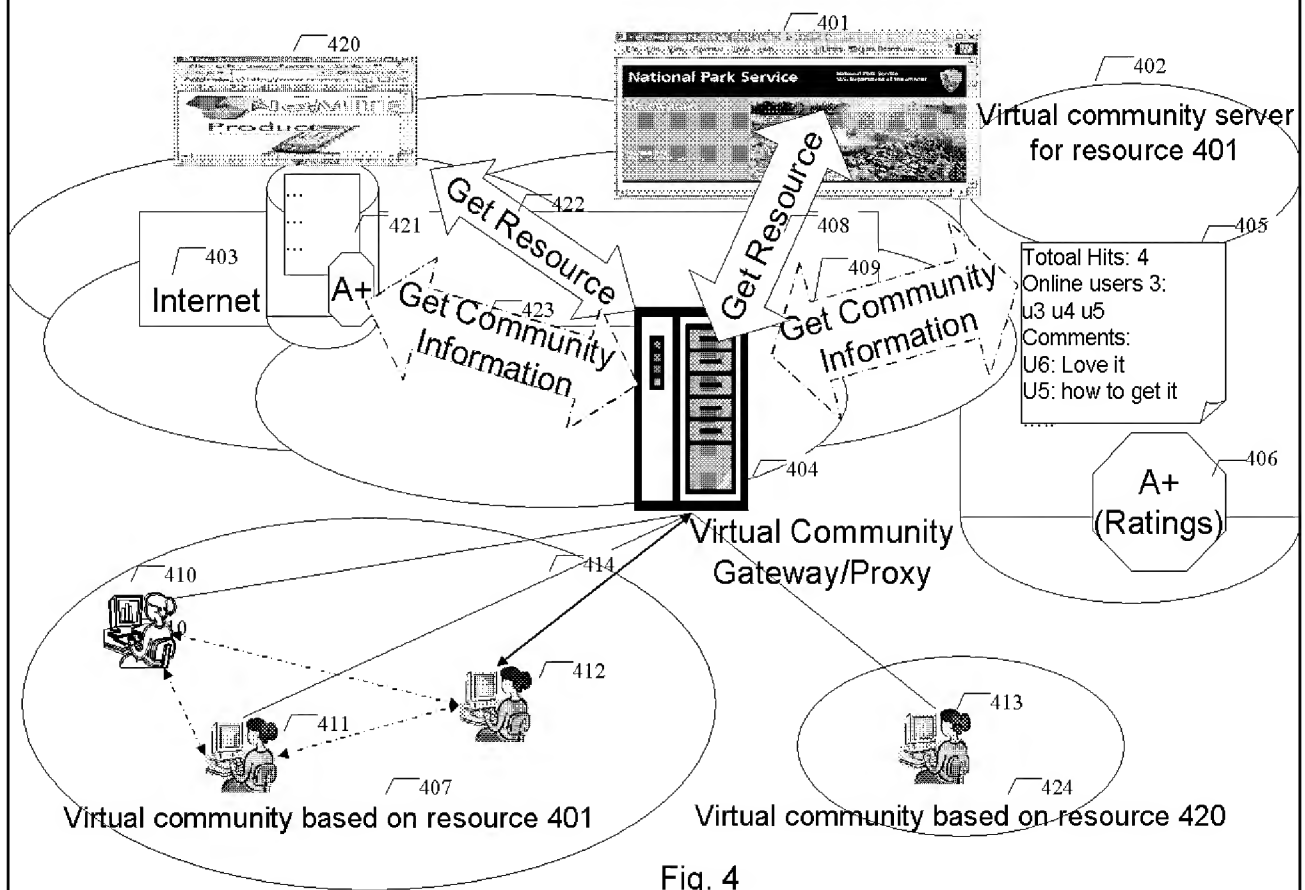 420
401
402
National Park Service
Virtual community server
for resource 401
Products
Get Resource
422
Get Resource
408
...
...
421
403
Internet
A+
Get Community
Information
423
409
Get Community
Information
405
Totoal Hits: 4
Online users 3:
u3 u4 u5
Comments:
U6: Love it
U5: how to get it
.....
404
406
A+
(Ratings)
Virtual Community
Gateway/Proxy
414
410
412
411
413
407
424
Virtual community based on resource 401
Virtual community based on resource 420
Fig. 4